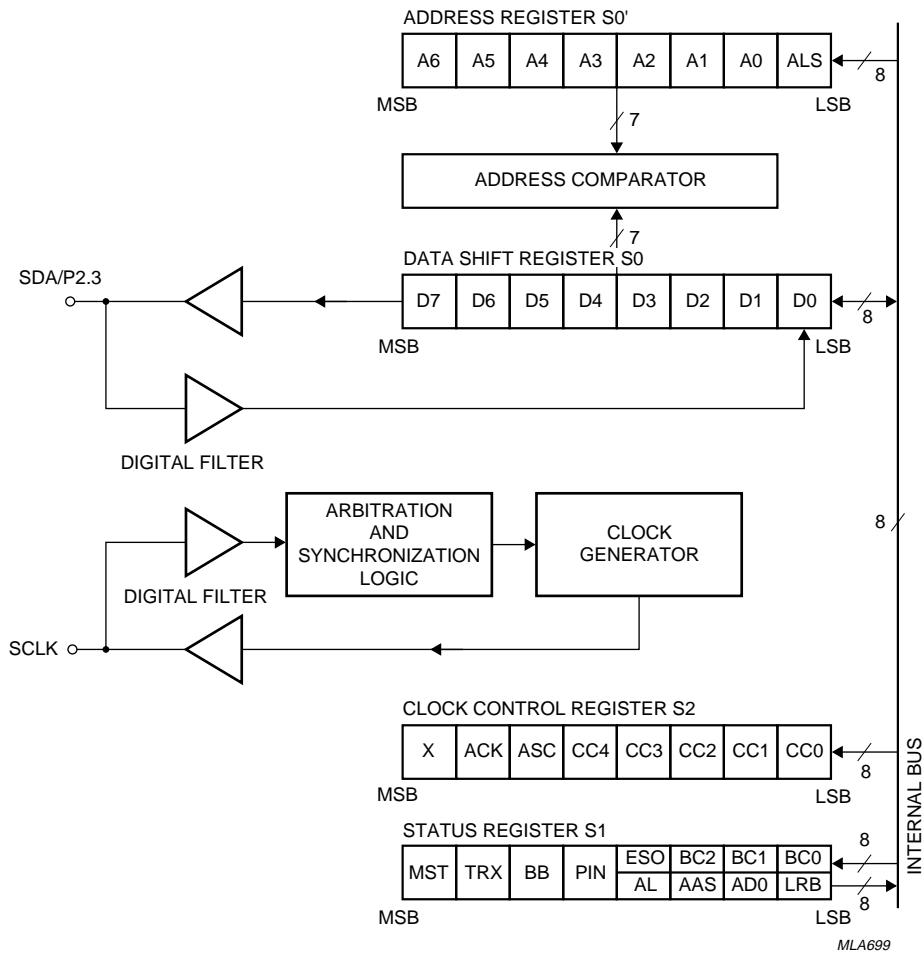 ADDRESS REGISTER S0'
A6 A5 A4 A3 A2 A1 A0 ALS
8
MSB LSB
7
ADDRESS COMPARATOR
7
DATA SHIFT REGISTER S0
SDA/P2.3
D7 D6 D5 D4 D3 D2 D1 D0
8
MSB LSB
DIGITAL FILTER
8
ARBITRATION
AND
SYNCHRONIZATION
LOGIC
CLOCK
GENERATOR
DIGITAL FILTER
SCLK
CLOCK CONTROL REGISTER S2
X ACK ASC CC4 CC3 CC2 CC1 CC0
8
MSB LSB
INTERNAL BUS
STATUS REGISTER S1
8
MST TRX BB PIN
ESO BC2 BC1 BC0
AL AAS AD0 LRB
8
MSB LSB
MLA699